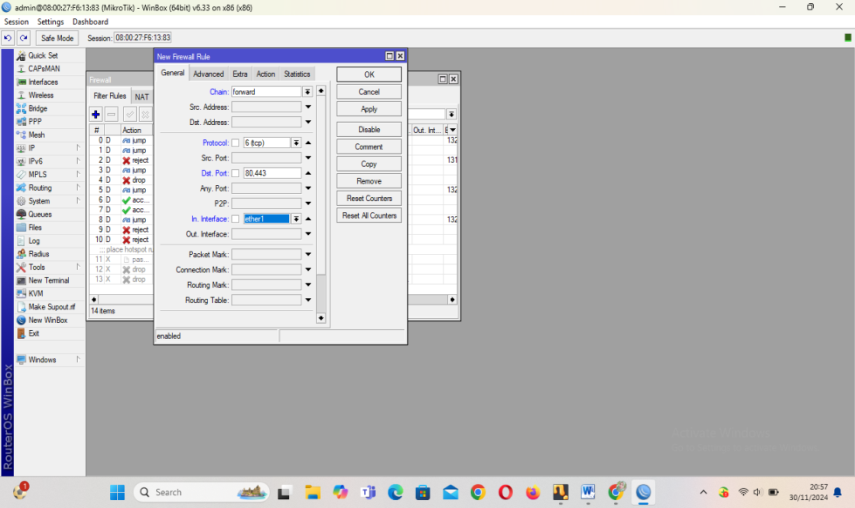 admin@08:00:27:F6:13:83 (MikroTik) - WinBox (64bit) v6.33 on x86 (x86)
Session Settings Dashboard
Safe Mode Session: 08:00:27:F6:13:83
Quick Set
CAPsMAN
Interfaces
Wireless
Bridge
PPP
Mesh
IP
IPv6
MPLS
Routing
System
Queues
Files
Log
Radius
Tools
New Terminal
KVM
Make Supout.rif
New WinBox
Exit
Windows
RouterOS WinBox
Firewall
Filter Rules NAT
# Action Out. Int...
0 D jump 132
1 D jump
2 D reject 131
3 D jump
4 D drop
5 D jump 132
6 D acc...
7 D acc...
8 D jump 132
9 D reject
10 D reject
::: place hotspot ru
11 X pas...
12 X drop
13 X drop
14 items
New Firewall Rule
General Advanced Extra Action Statistics
Chain: forward
Src. Address:
Dst. Address:
Protocol: 6 (tcp)
Src. Port:
Dst. Port: 80,443
Any. Port:
P2P:
In. Interface: ether1
Out. Interface:
Packet Mark:
Connection Mark:
Routing Mark:
Routing Table:
enabled
OK
Cancel
Apply
Disable
Comment
Copy
Remove
Reset Counters
Reset All Counters
Search
20:57
30/11/2024